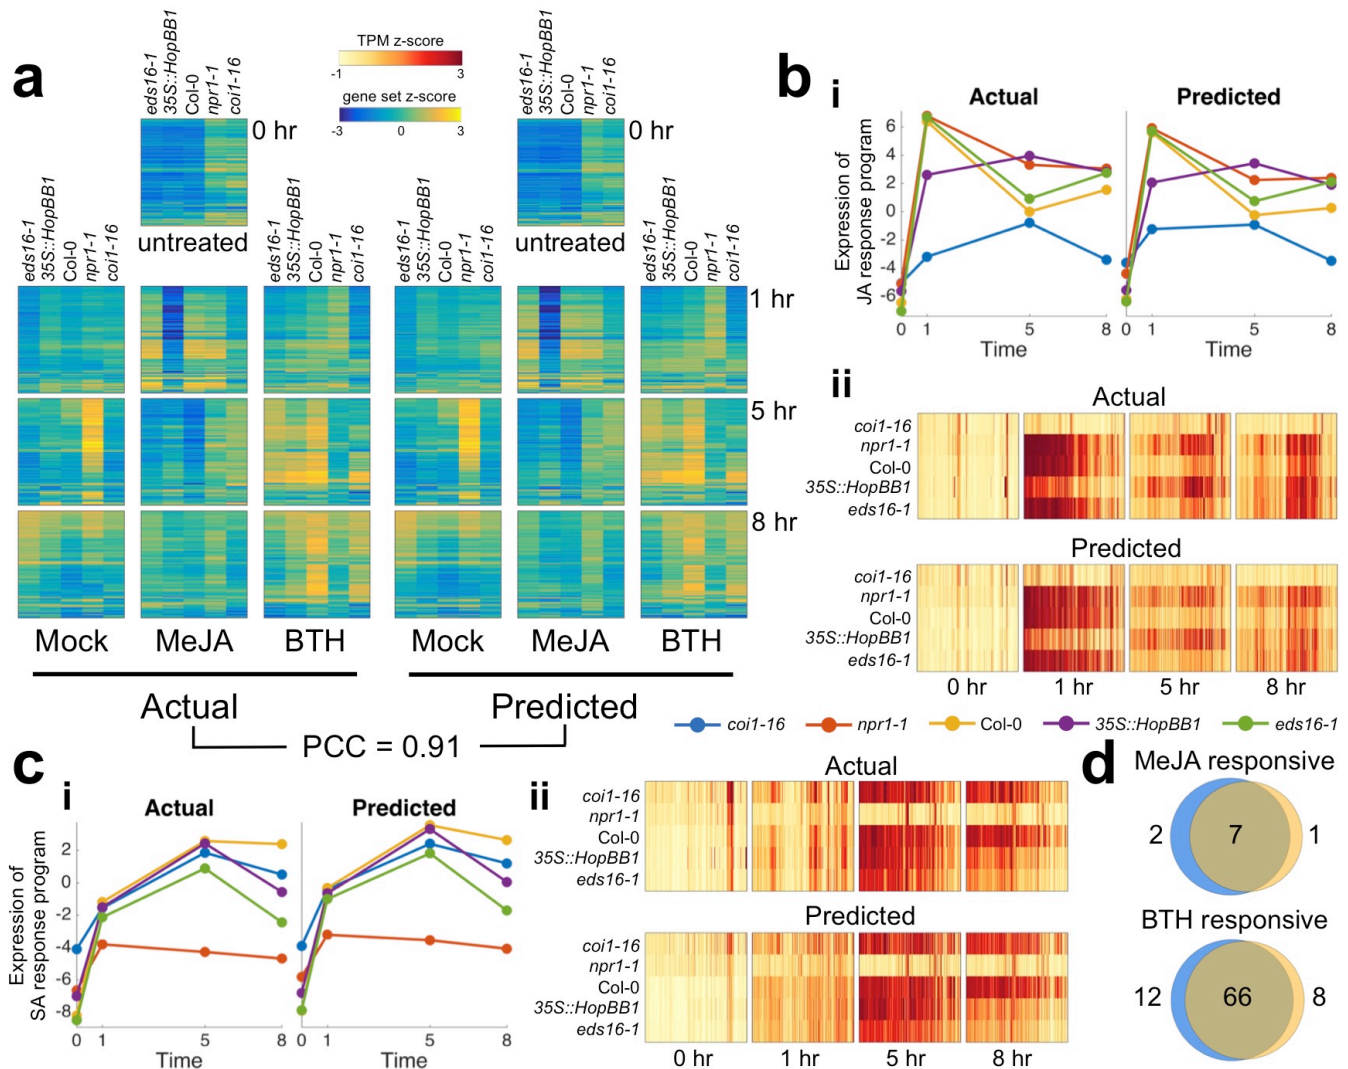 a
eds16-1
35S::HopBB1
Col-0
npr1-1
coi1-16
TPM z-score
-1 3
gene set z-score
-3 0 3
0 hr
untreated
eds16-1
35S::HopBB1
Col-0
npr1-1
coi1-16
0 hr
untreated
eds16-1
35S::HopBB1
Col-0
npr1-1
coi1-16
eds16-1
35S::HopBB1
Col-0
npr1-1
coi1-16
eds16-1
35S::HopBB1
Col-0
npr1-1
coi1-16
eds16-1
35S::HopBB1
Col-0
npr1-1
coi1-16
1 hr
5 hr
8 hr
Mock MeJA BTH Mock MeJA BTH
Actual Predicted
PCC = 0.91
b
i
Actual Predicted
Expression of
JA response program
6
4
2
0
-2
-4
-6
0 1 5 8 0 1 5 8
Time Time
ii
Actual
coi1-16
npr1-1
Col-0
35S::HopBB1
eds16-1
Predicted
coi1-16
npr1-1
Col-0
35S::HopBB1
eds16-1
0 hr 1 hr 5 hr 8 hr
coi1-16 npr1-1 Col-0 35S::HopBB1 eds16-1
c
i
Actual Predicted
Expression of
SA response program
2
0
-2
-4
-6
-8
0 1 5 8 0 1 5 8
Time Time
ii
Actual
coi1-16
npr1-1
Col-0
35S::HopBB1
eds16-1
Predicted
coi1-16
npr1-1
Col-0
35S::HopBB1
eds16-1
0 hr 1 hr 5 hr 8 hr
d
MeJA responsive
2 7 1
BTH responsive
12 66 8